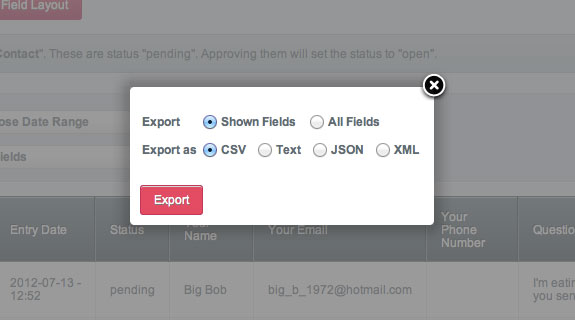 Field Layout
Contact". These are status "pending". Approving them will set the status to "open".
ose Date Range
ields
Export Shown Fields All Fields
Export as CSV Text JSON XML
Export
Entry Date Status Your Name Your Email Your Phone Number Questio
2012-07-13 - 12:52 pending Big Bob big_b_1972@hotmail.com I'm eatin you sen